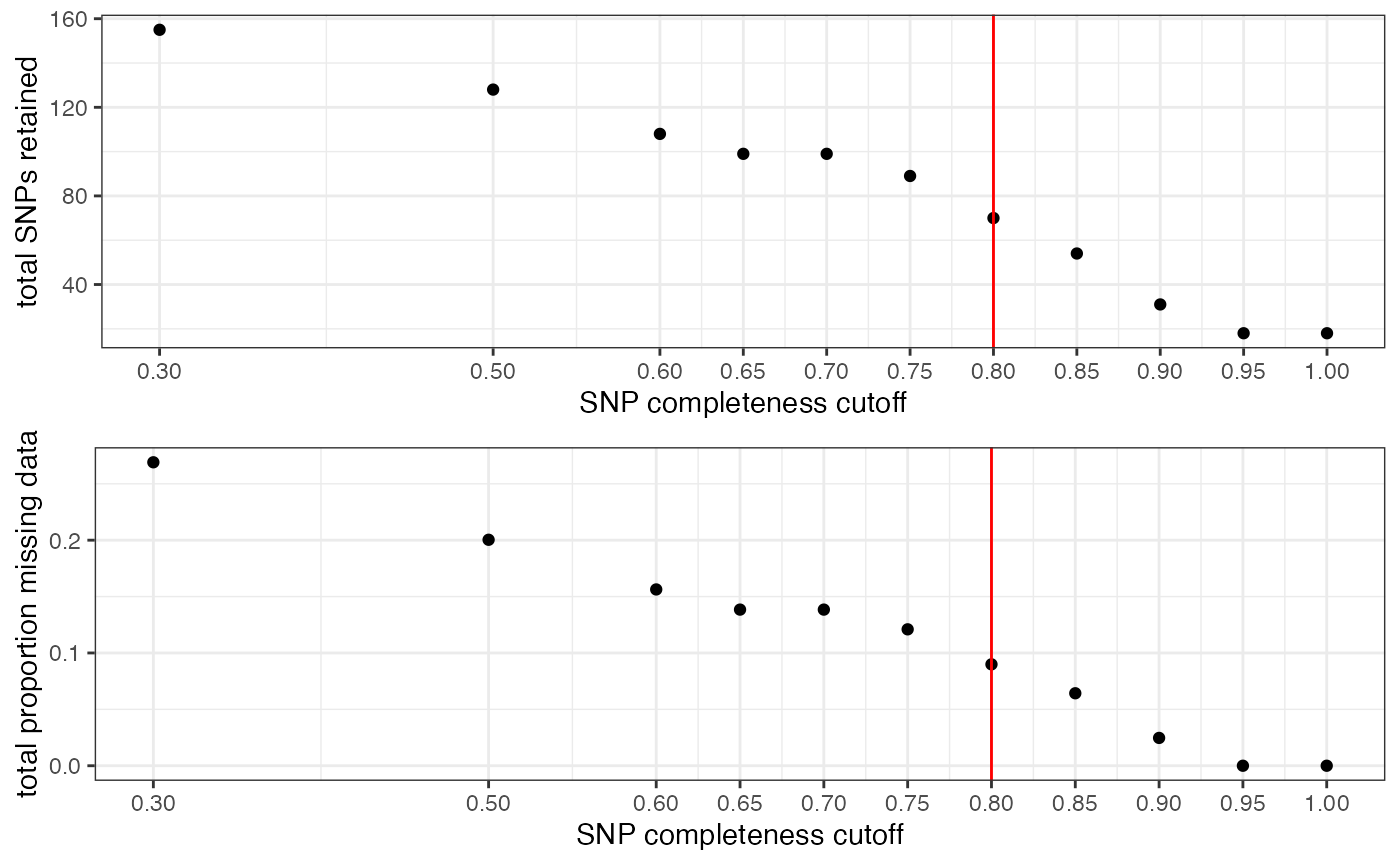 total SNPs retained
160
120
80
40
0.30 0.50 0.60 0.65 0.70 0.75 0.80 0.85 0.90 0.95 1.00
SNP completeness cutoff
total proportion missing data
0.2
0.1
0.0
0.30 0.50 0.60 0.65 0.70 0.75 0.80 0.85 0.90 0.95 1.00
SNP completeness cutoff